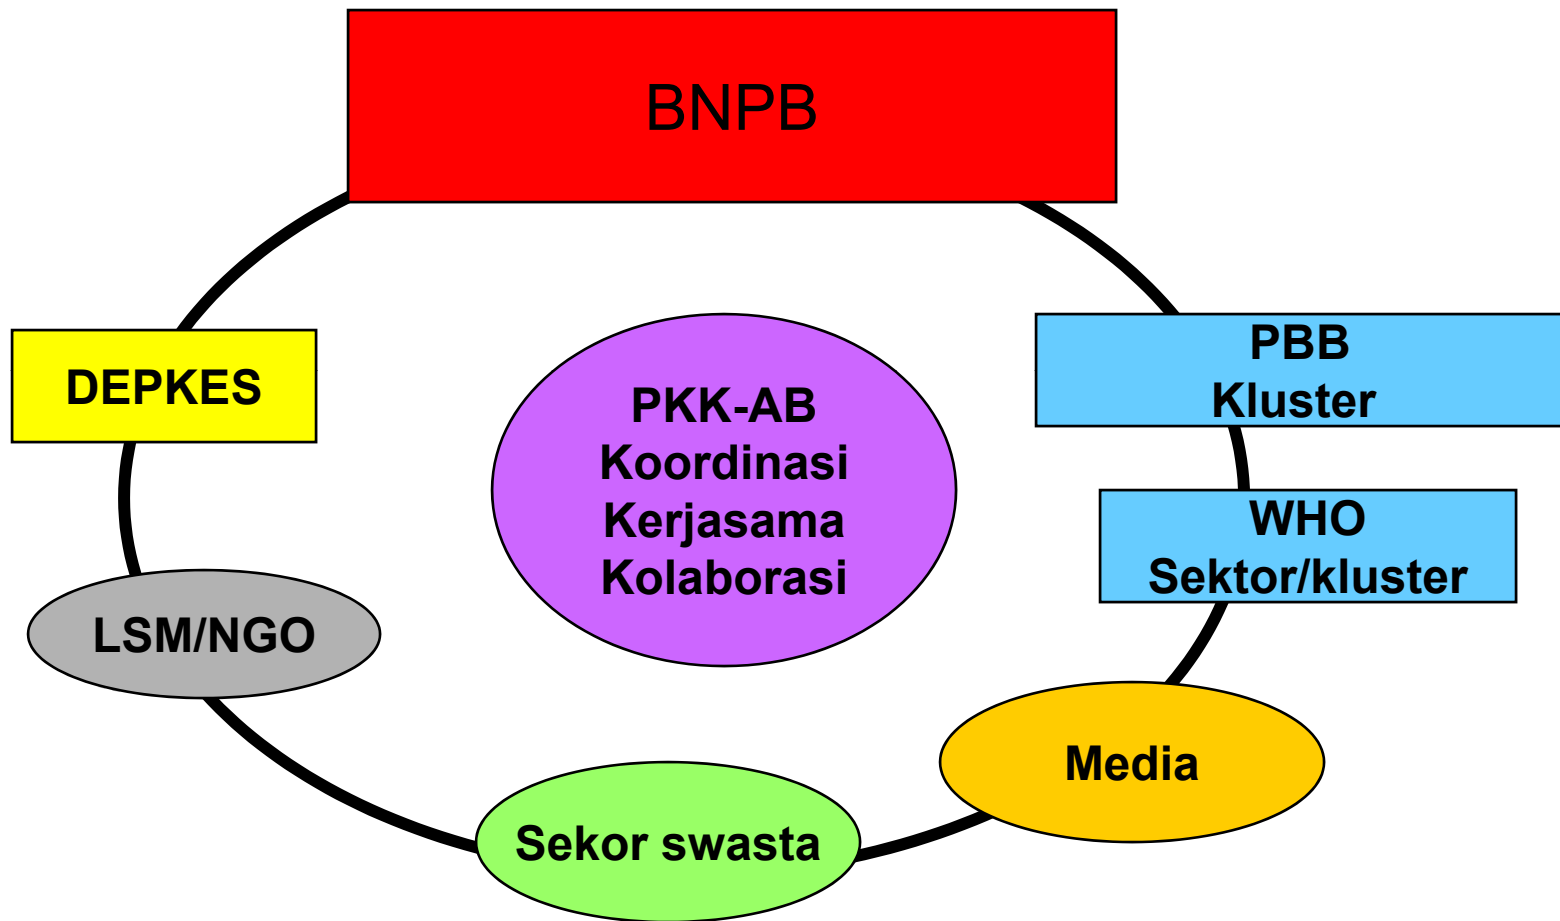 BNPB
DEPKES
PKK-AB
Koordinasi
Kerjasama
Kolaborasi
PBB
Kluster
WHO
Sektor/kluster
LSM/NGO
Media
Sekor swasta